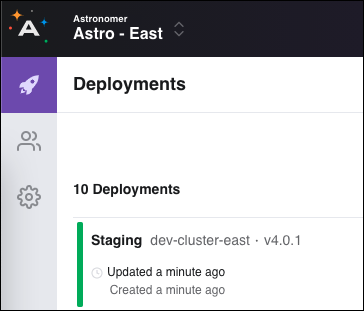 Astronomer
Astro - East
Deployments
10 Deployments
Staging dev-cluster-east · v4.0.1
Updated a minute ago
Created a minute ago